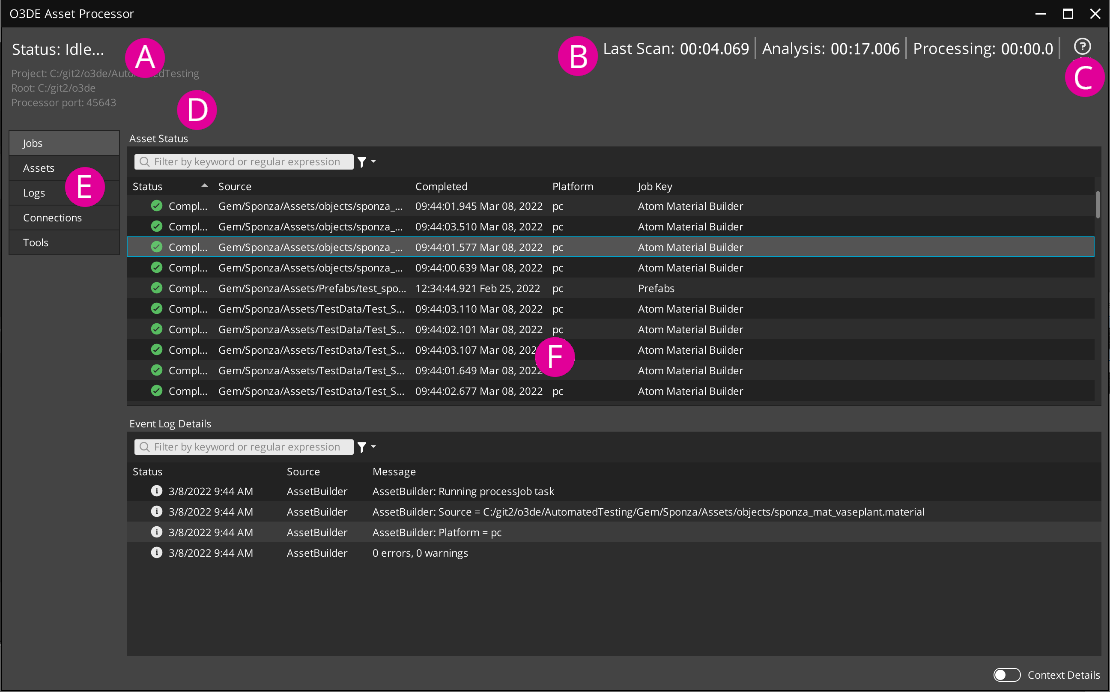 O3DE Asset Processor
Status: Idle...
A
B
Last Scan: 00:04.069 Analysis: 00:17.006 Processing: 00:00.0
?
C
Project: C:/git2/o3de/AutomatedTesting
Root: C:/git2/o3de
Processor port: 45643
D
Jobs
Assets
Logs
E
Connections
Tools
Asset Status
Filter by keyword or regular expression
Status Source Completed Platform Job Key
Compl... Gem/Sponza/Assets/objects/sponza_... 09:44:01.945 Mar 08, 2022 pc Atom Material Builder
Compl... Gem/Sponza/Assets/objects/sponza_... 09:44:03.510 Mar 08, 2022 pc Atom Material Builder
Compl... Gem/Sponza/Assets/objects/sponza_... 09:44:01.577 Mar 08, 2022 pc Atom Material Builder
Compl... Gem/Sponza/Assets/objects/sponza_... 09:44:00.639 Mar 08, 2022 pc Atom Material Builder
Compl... Gem/Sponza/Assets/Prefabs/test_spo... 12:34:44.921 Feb 25, 2022 pc Prefabs
Compl... Gem/Sponza/Assets/TestData/Test_S... 09:44:03.110 Mar 08, 2022 pc Atom Material Builder
Compl... Gem/Sponza/Assets/TestData/Test_S... 09:44:02.101 Mar 08, 2022 pc Atom Material Builder
Compl... Gem/Sponza/Assets/TestData/Test_S... 09:44:03.107 Mar 08, 2022 pc Atom Material Builder
F
Compl... Gem/Sponza/Assets/TestData/Test_S... 09:44:01.649 Mar 08, 2022 pc Atom Material Builder
Compl... Gem/Sponza/Assets/TestData/Test_S... 09:44:02.677 Mar 08, 2022 pc Atom Material Builder
Event Log Details
Filter by keyword or regular expression
Status Source Message
3/8/2022 9:44 AM AssetBuilder AssetBuilder: Running processJob task
3/8/2022 9:44 AM AssetBuilder AssetBuilder: Source = C:/git2/o3de/AutomatedTesting/Gem/Sponza/Assets/objects/sponza_mat_vaseplant.material
3/8/2022 9:44 AM AssetBuilder AssetBuilder: Platform = pc
3/8/2022 9:44 AM AssetBuilder 0 errors, 0 warnings
Context Details